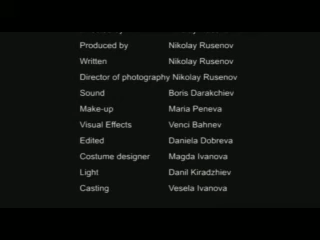 Produced by Nikolay Rusenov
Written Nikolay Rusenov
Director of photography Nikolay Rusenov
Sound Boris Darakchiev
Make-up Maria Peneva
Visual Effects Venci Bahnev
Edited Daniela Dobreva
Costume designer Magda Ivanova
Light Danil Kiradzhiev
Casting Vesela Ivanova